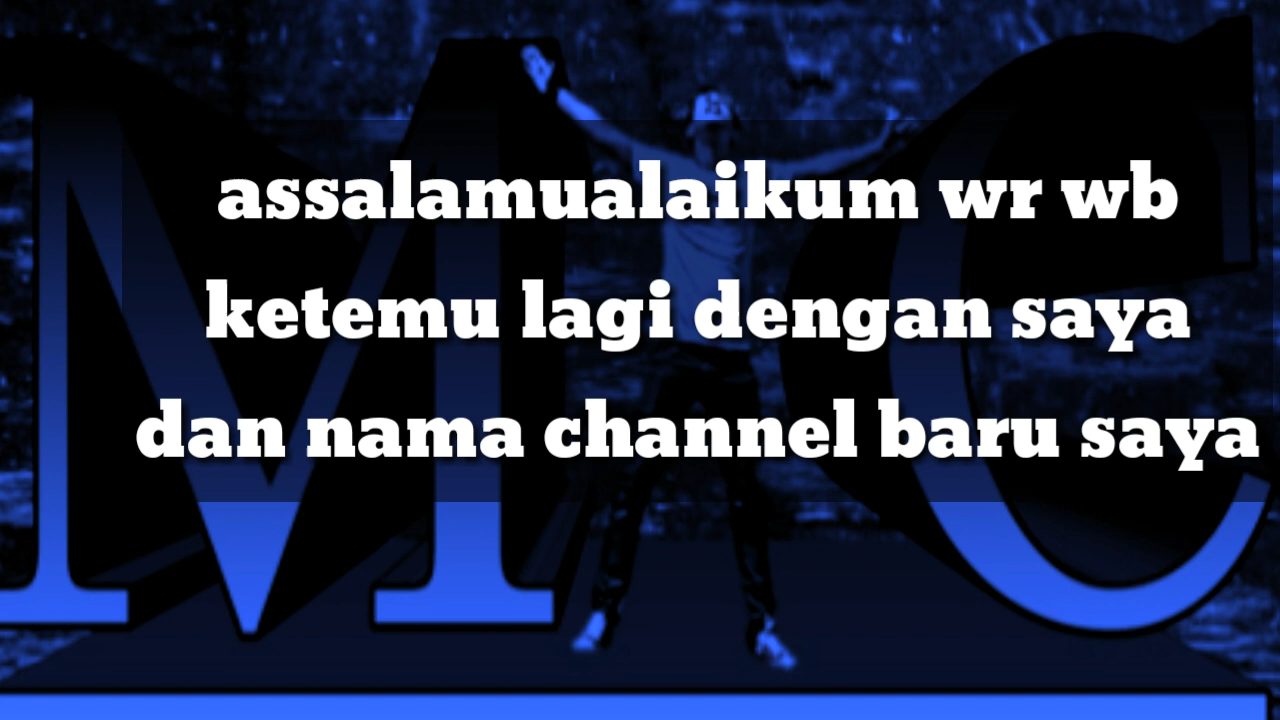 M C
assalamualaikum wr wb
ketemu lagi dengan saya
dan nama channel baru saya